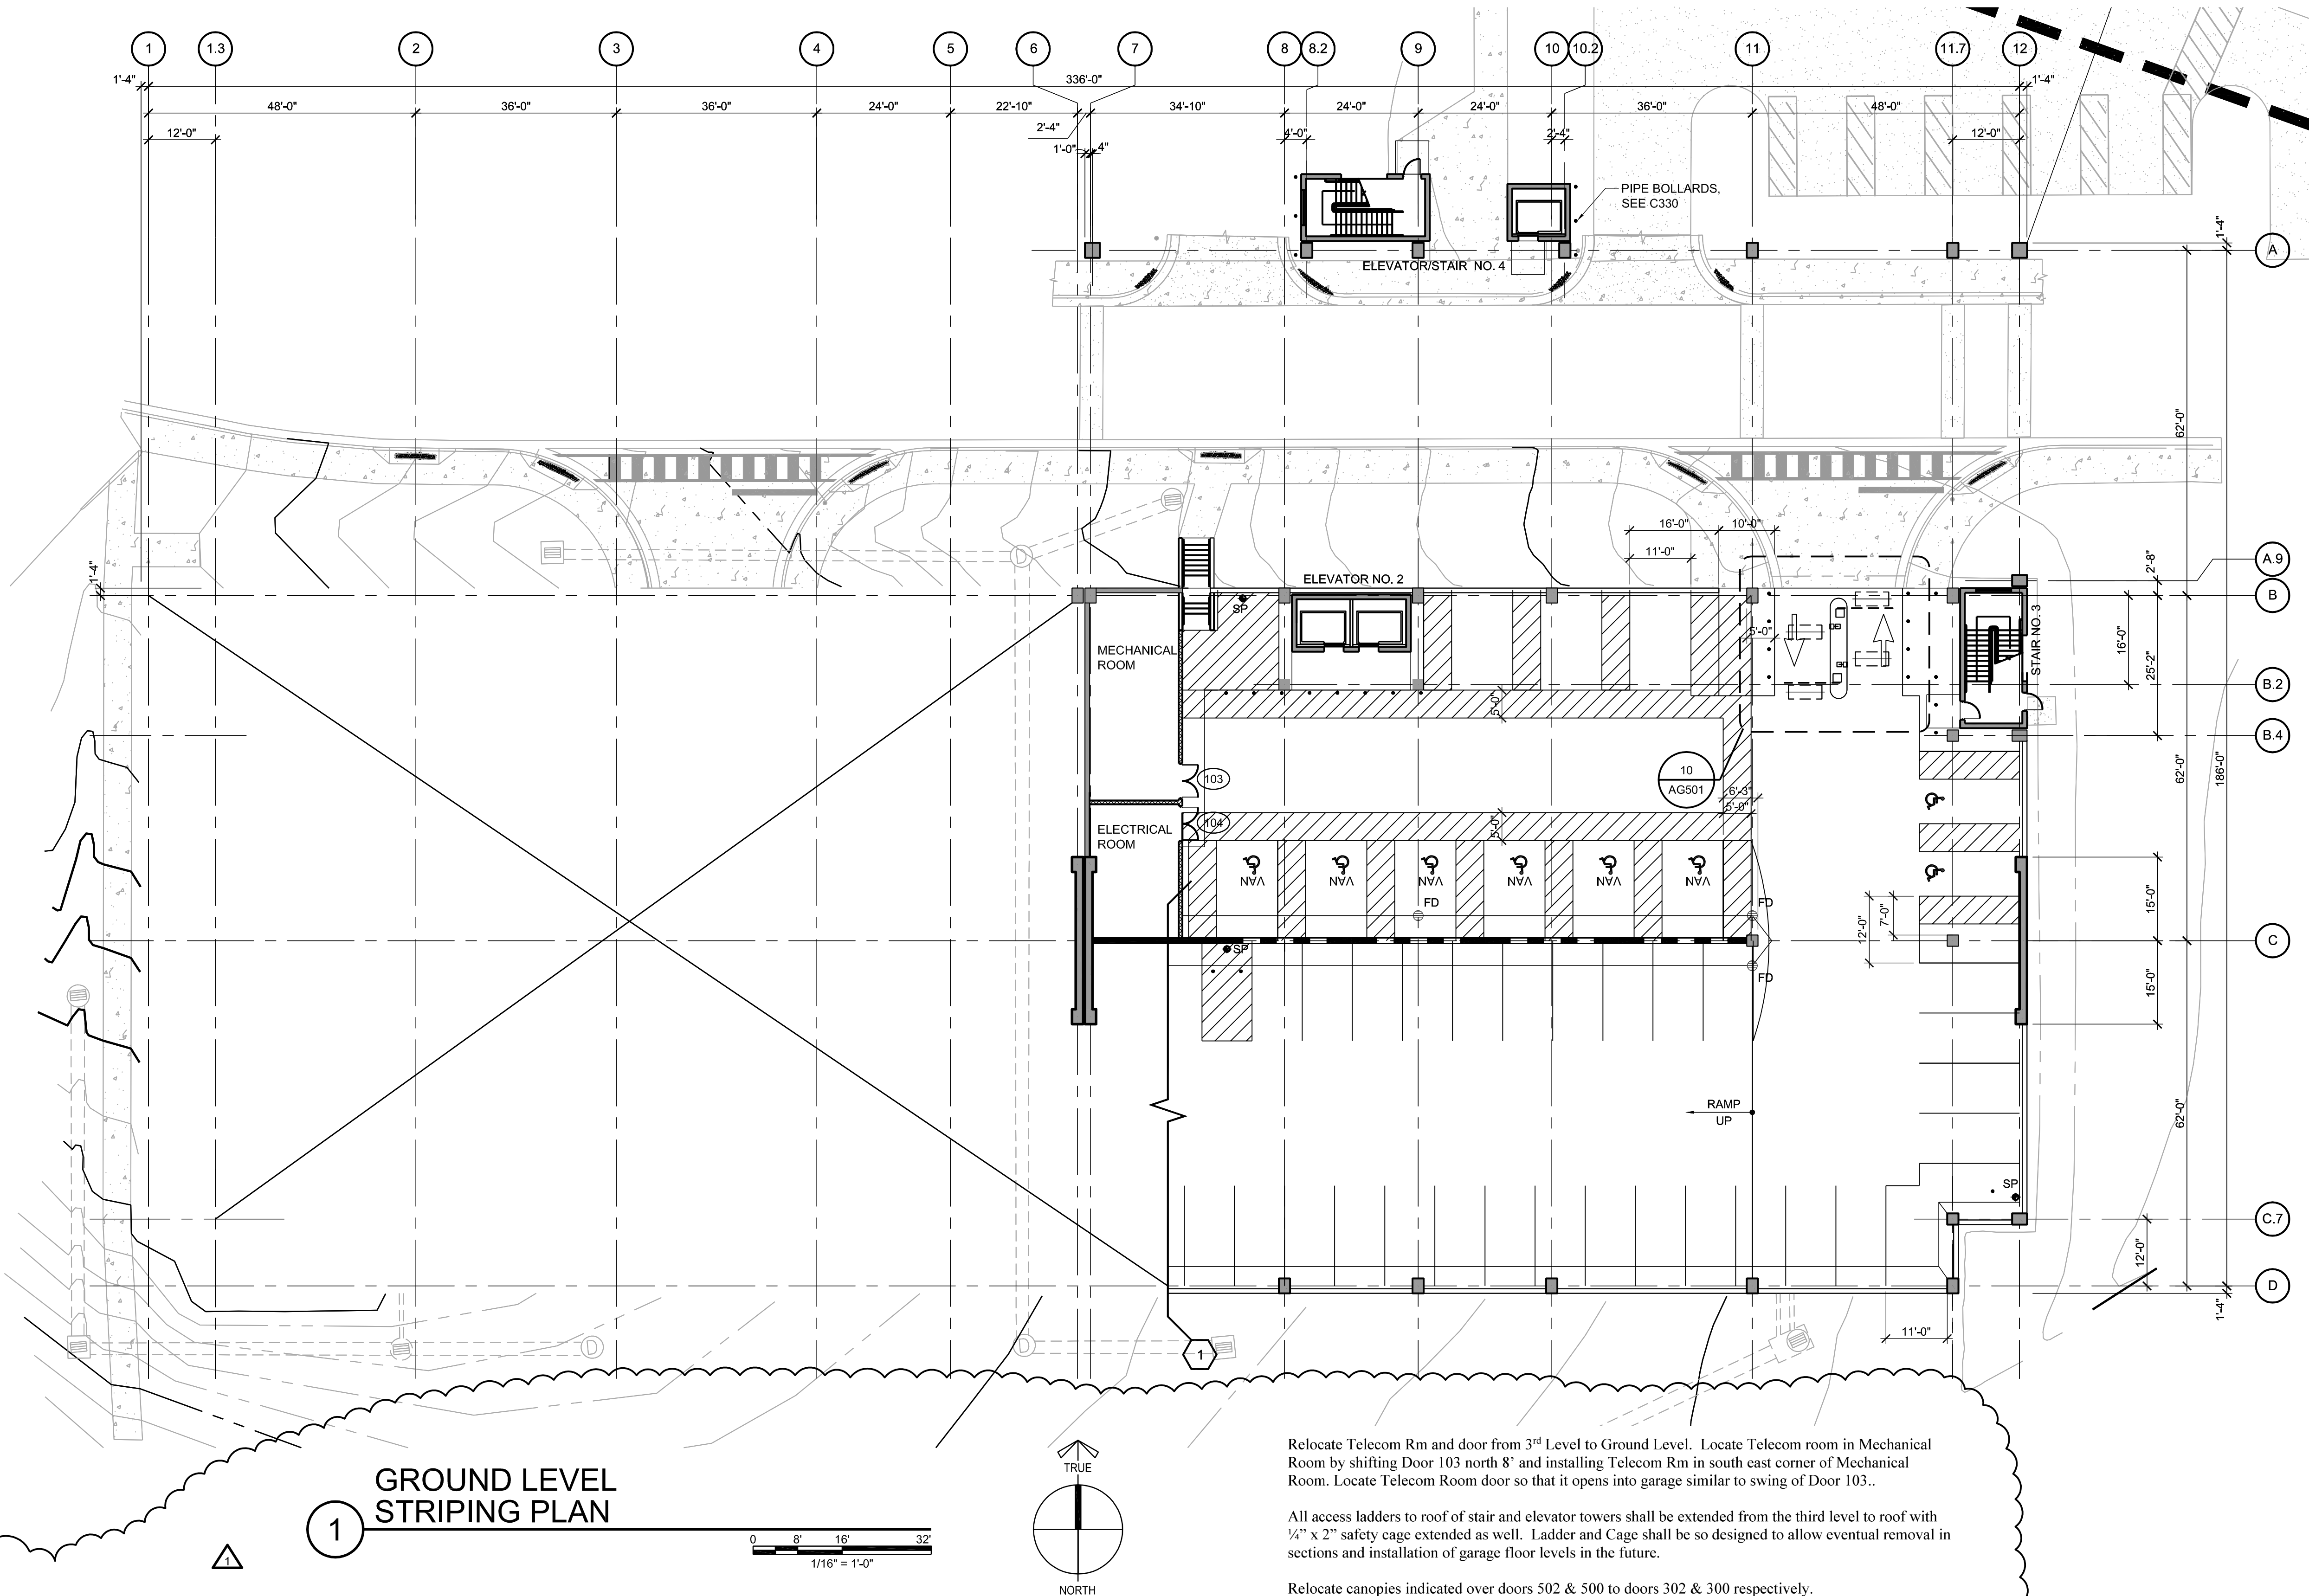 1 1.3 2 3 4 5 6 7 8 8.2 9 10 10.2 11 11.7 12
1'-4" 336'-0" 1'-4"
48'-0" 36'-0" 36'-0" 24'-0" 22'-10" 34'-10" 24'-0" 24'-0" 36'-0" 48'-0"
12'-0" 2'-4" 4'-0" 2'-4" 12'-0"
1'-0" 4"
PIPE BOLLARDS,
SEE C330
1'-4"
A
ELEVATOR/STAIR NO. 4
62'-0"
16'-0" 10'-0"
11'-0"
2'-8"
A.9
1'-4"
ELEVATOR NO. 2
B
SP
5'-0"
STAIR NO. 3
16'-0"
25'-2"
MECHANICAL
ROOM
B.2
5'-0"
B.4
103
10
AG501
62'-0"
186'-0"
6'-3"
5'-0"
104
ELECTRICAL
ROOM
5'-0"
VAN VAN VAN VAN VAN VAN
FD FD
12'-0"
7'-0"
15'-0"
C
SP
FD
15'-0"
D
D
RAMP
UP
62'-0"
SP
C.7
12'-0"
D
1'-4"
11'-0"
D
D
1
Relocate Telecom Rm and door from 3rd Level to Ground Level. Locate Telecom room in Mechanical
Room by shifting Door 103 north 8’ and installing Telecom Rm in south east corner of Mechanical
Room. Locate Telecom Room door so that it opens into garage similar to swing of Door 103..
All access ladders to roof of stair and elevator towers shall be extended from the third level to roof with
¼” x 2” safety cage extended as well. Ladder and Cage shall be so designed to allow eventual removal in
sections and installation of garage floor levels in the future.
Relocate canopies indicated over doors 502 & 500 to doors 302 & 300 respectively.
TRUE
NORTH
GROUND LEVEL
STRIPING PLAN
1
1
0 8' 16' 32'
1/16" = 1'-0"